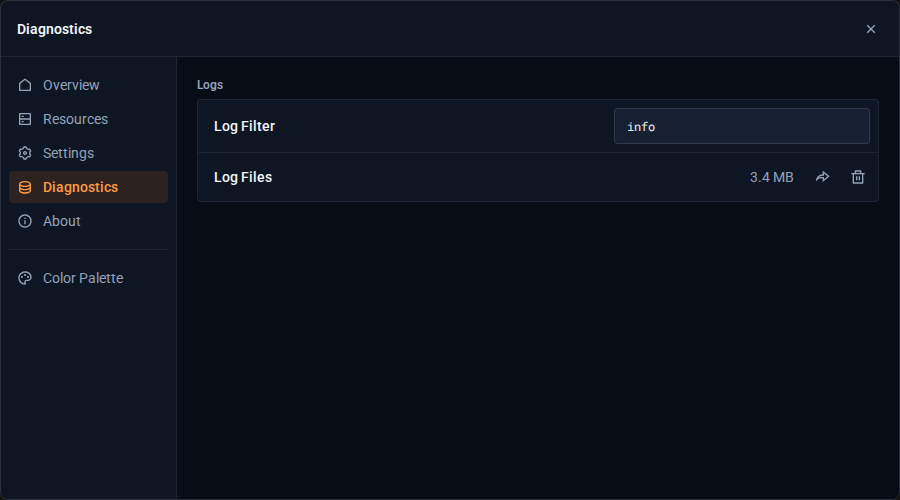 Diagnostics
Overview
Resources
Settings
Diagnostics
About
Color Palette
Logs
Log Filter
info
Log Files
3.4 MB